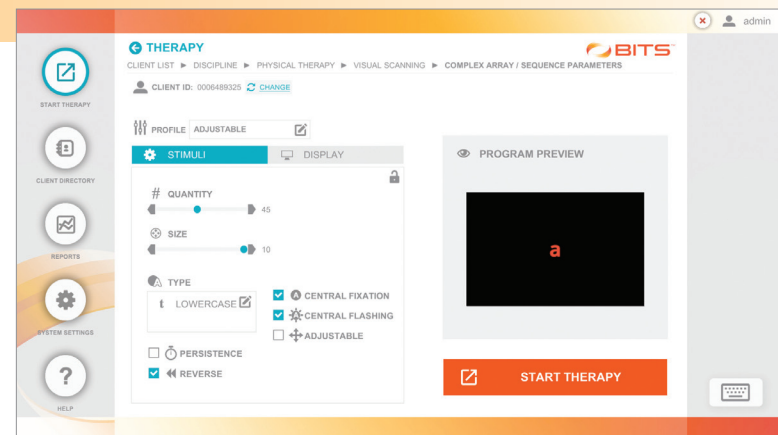 admin
THERAPY
BITS
CLIENT LIST ► DISCIPLINE ► PHYSICAL THERAPY ► VISUAL SCANNING ► COMPLEX ARRAY / SEQUENCE PARAMETERS
CLIENT ID: 0006489325 CHANGE
START THERAPY
PROFILE ADJUSTABLE
STIMULI DISPLAY
PROGRAM PREVIEW
CLIENT DIRECTORY
# QUANTITY
45
SIZE
10
a
REPORTS
TYPE
t LOWERCASE
CENTRAL FIXATION
CENTRAL FLASHING
ADJUSTABLE
SYSTEM SETTINGS
PERSISTENCE
REVERSE
START THERAPY
?
HELP